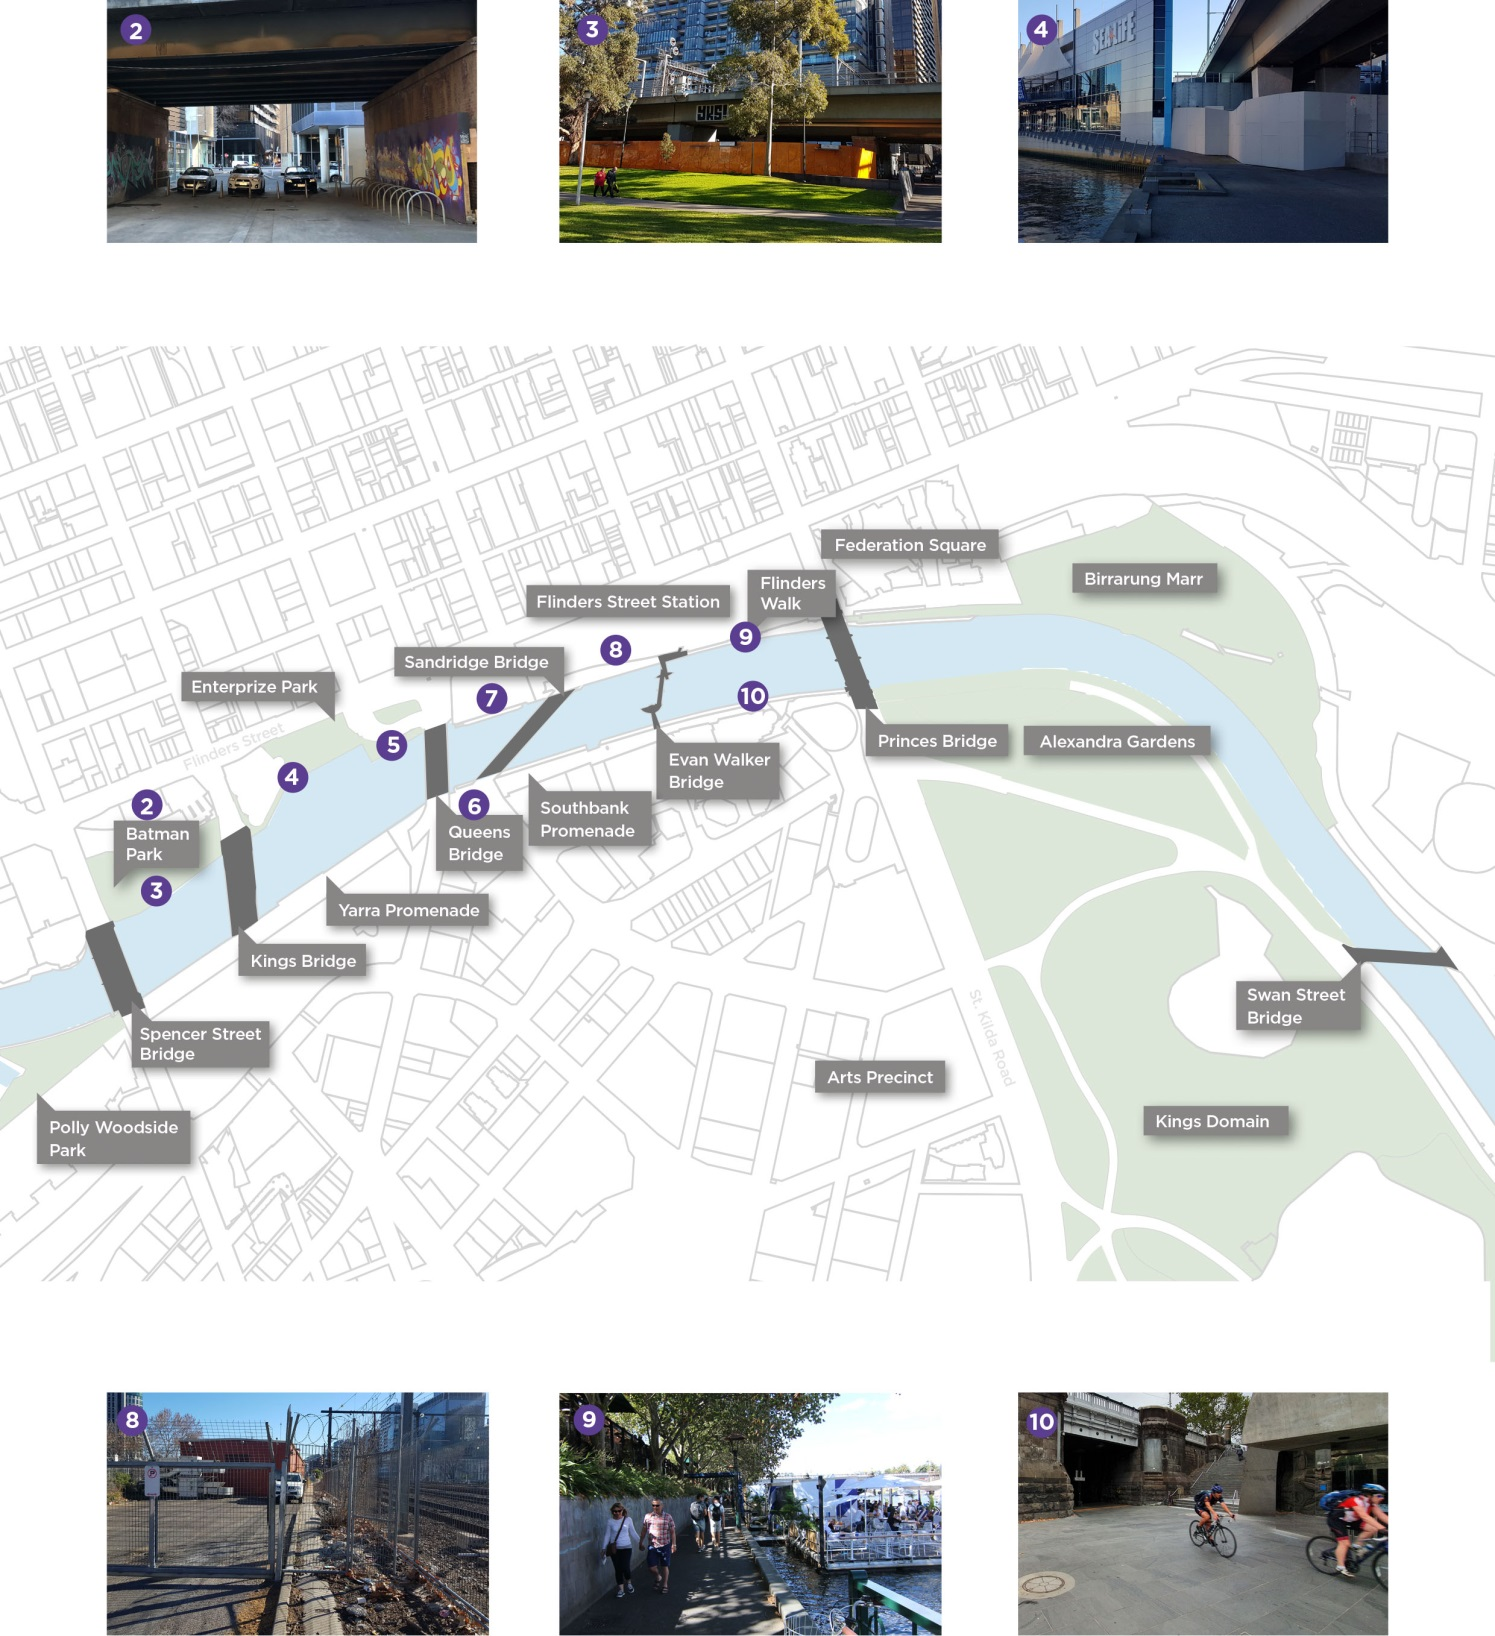 2
3
4
SEA LIFE
YKS!
Federation Square
Birrarung Marr
Flinders
Walk
Flinders Street Station
9
8
Sandridge Bridge
Enterprize Park
7
10
Flinders Street
5
Princes Bridge
Alexandra Gardens
Evan Walker
Bridge
4
2
6
Southbank
Promenade
Batman
Park
Queens
Bridge
3
Yarra Promenade
Kings Bridge
Swan Street
Bridge
St. Kilda Road
Spencer Street
Bridge
Arts Precinct
Kings Domain
Polly Woodside
Park
8
9
10